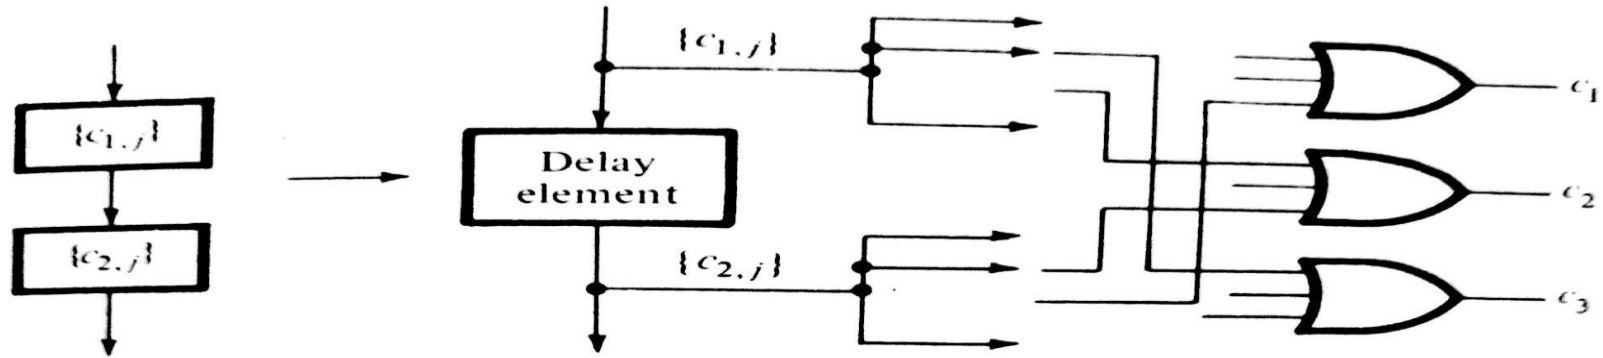 {c1,j}
{c2,j}
{c1,j}
Delay
element
{c2,j}
c1
c2
c3